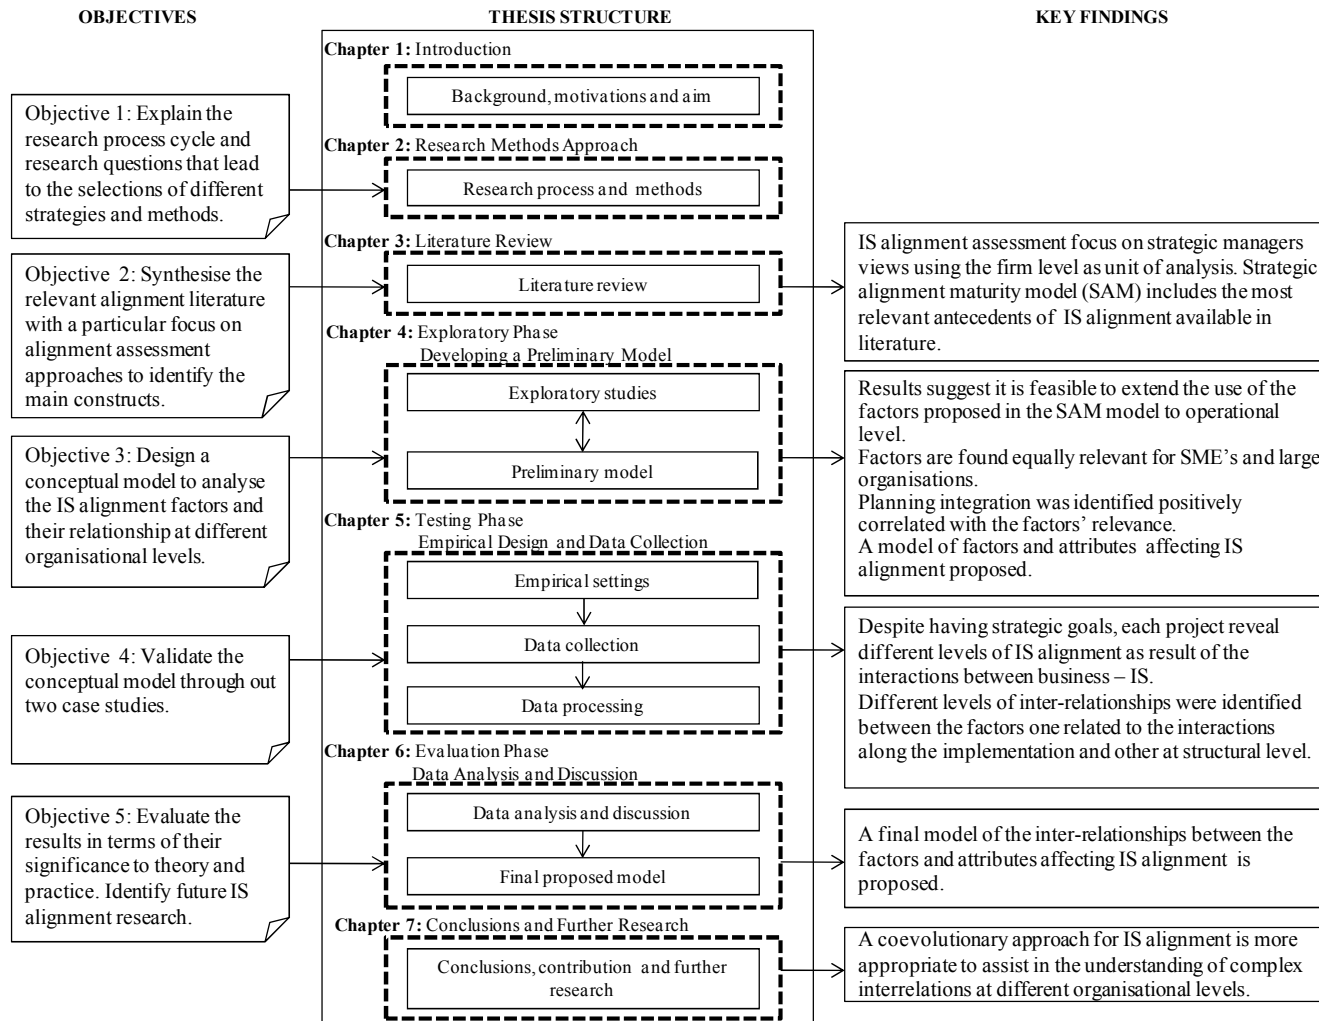 OBJECTIVES
THESIS STRUCTURE
KEY FINDINGS
Chapter 1: Introduction
Background, motivations and aim
Objective 1: Explain the
research process cycle and
research questions that lead
to the selections of different
strategies and methods.
Chapter 2: Research Methods Approach
Research process and methods
Objective 2: Synthesise the
relevant alignment literature
with a particular focus on
alignment assessment
approaches to identify the
main constructs.
Chapter 3: Literature Review
Literature review
IS alignment assessment focus on strategic managers
views using the firm level as unit of analysis. Strategic
alignment maturity model (SAM) includes the most
relevant antecedents of IS alignment available in
literature.
Objective 3: Design a
conceptual model to analyse
the IS alignment factors and
their relationship at different
organisational levels.
Chapter 4: Exploratory Phase
Developing a Preliminary Model
Exploratory studies
Preliminary model
Results suggest it is feasible to extend the use of the
factors proposed in the SAM model to operational
level.
Factors are found equally relevant for SME's and large
organisations.
Planning integration was identified positively
correlated with the factors' relevance.
A model of factors and attributes affecting IS
alignment proposed.
Objective 4: Validate the
conceptual model through out
two case studies.
Chapter 5: Testing Phase
Empirical Design and Data Collection
Empirical settings
Data collection
Data processing
Despite having strategic goals, each project reveal
different levels of IS alignment as result of the
interactions between business – IS.
Different levels of inter-relationships were identified
between the factors one related to the interactions
along the implementation and other at structural level.
Objective 5: Evaluate the
results in terms of their
significance to theory and
practice. Identify future IS
alignment research.
Chapter 6: Evaluation Phase
Data Analysis and Discussion
Data analysis and discussion
Final proposed model
A final model of the inter-relationships between the
factors and attributes affecting IS alignment is
proposed.
Chapter 7: Conclusions and Further Research
Conclusions, contribution and further
research
A coevolutionary approach for IS alignment is more
appropriate to assist in the understanding of complex
interrelations at different organisational levels.